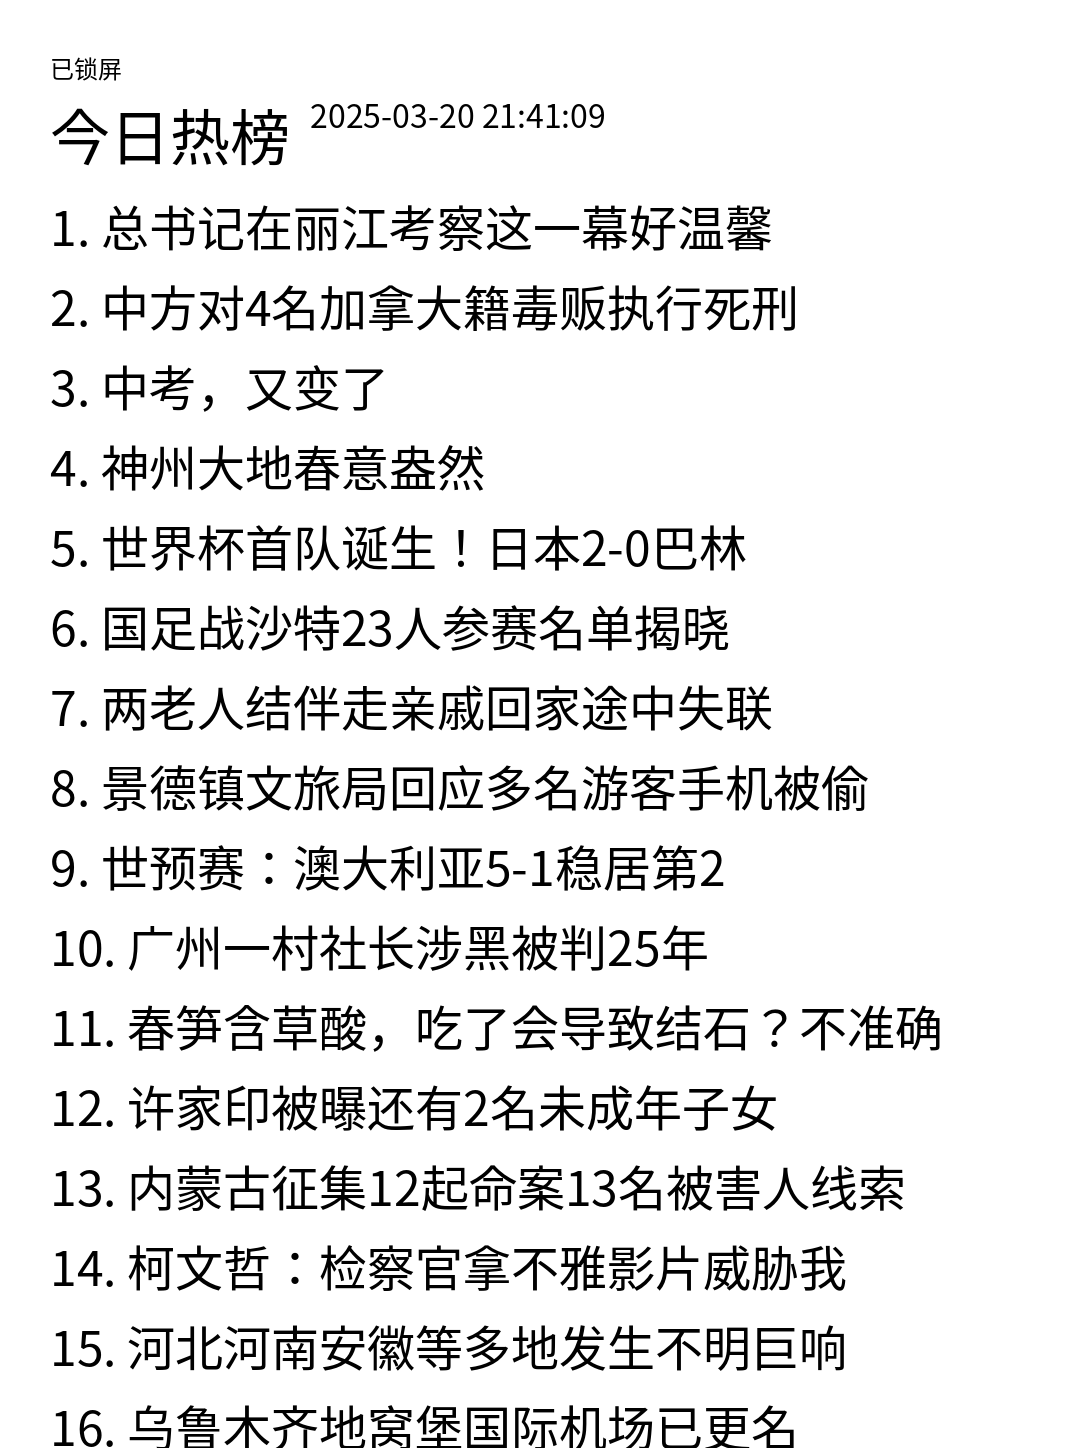 已锁屏
今日热榜 2025-03-20 21:41:09
1. 总书记在丽江考察这一幕好温馨
2. 中方对4名加拿大籍毒贩执行死刑
3. 中考，又变了
4. 神州大地春意盎然
5. 世界杯首队诞生！日本2-0巴林
6. 国足战沙特23人参赛名单揭晓
7. 两老人结伴走亲戚回家途中失联
8. 景德镇文旅局回应多名游客手机被偷
9. 世预赛：澳大利亚5-1稳居第2
10. 广州一村社长涉黑被判25年
11. 春笋含草酸，吃了会导致结石？不准确
12. 许家印被曝还有2名未成年子女
13. 内蒙古征集12起命案13名被害人线索
14. 柯文哲：检察官拿不雅影片威胁我
15. 河北河南安徽等多地发生不明巨响
16. 乌鲁木齐地窝堡国际机场已更名